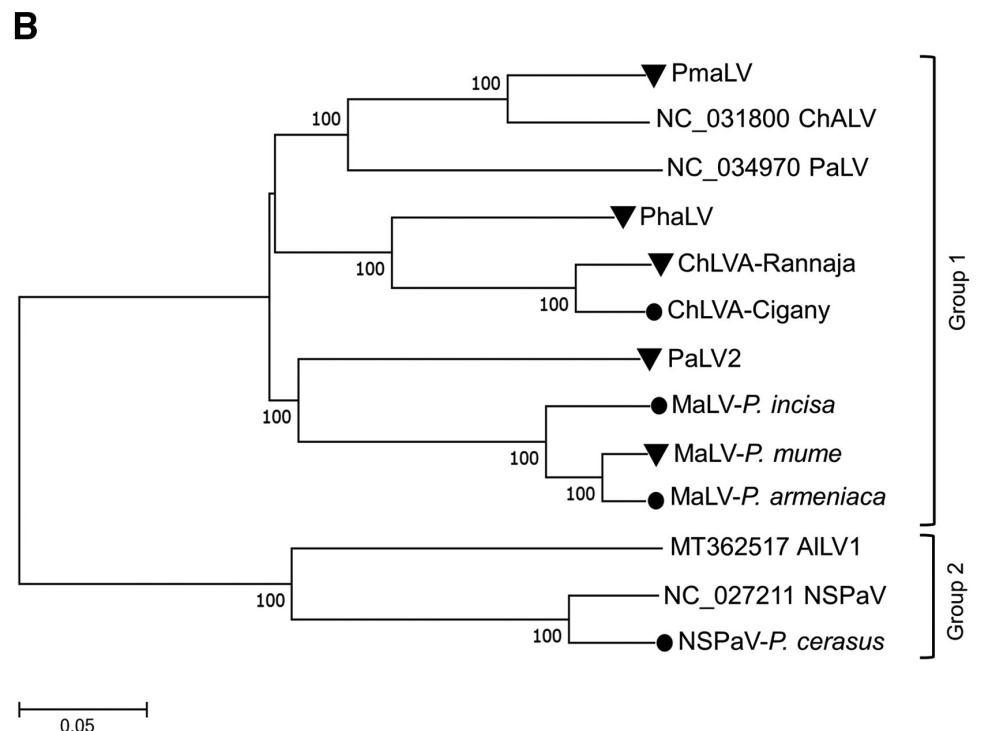 B
PmaLV
100
NC_031800 ChALV
100
NC_034970 PaLV
PhaLV
100
ChLVA-Rannaja
100
ChLVA-Cigany
PaLV2
100
MaLV-P. incisa
100
MaLV-P. mume
100
MaLV-P. armeniaca
Group 1
MT362517 AlLV1
100
NC_027211 NSPaV
100
NSPaV-P. cerasus
Group 2
0.05